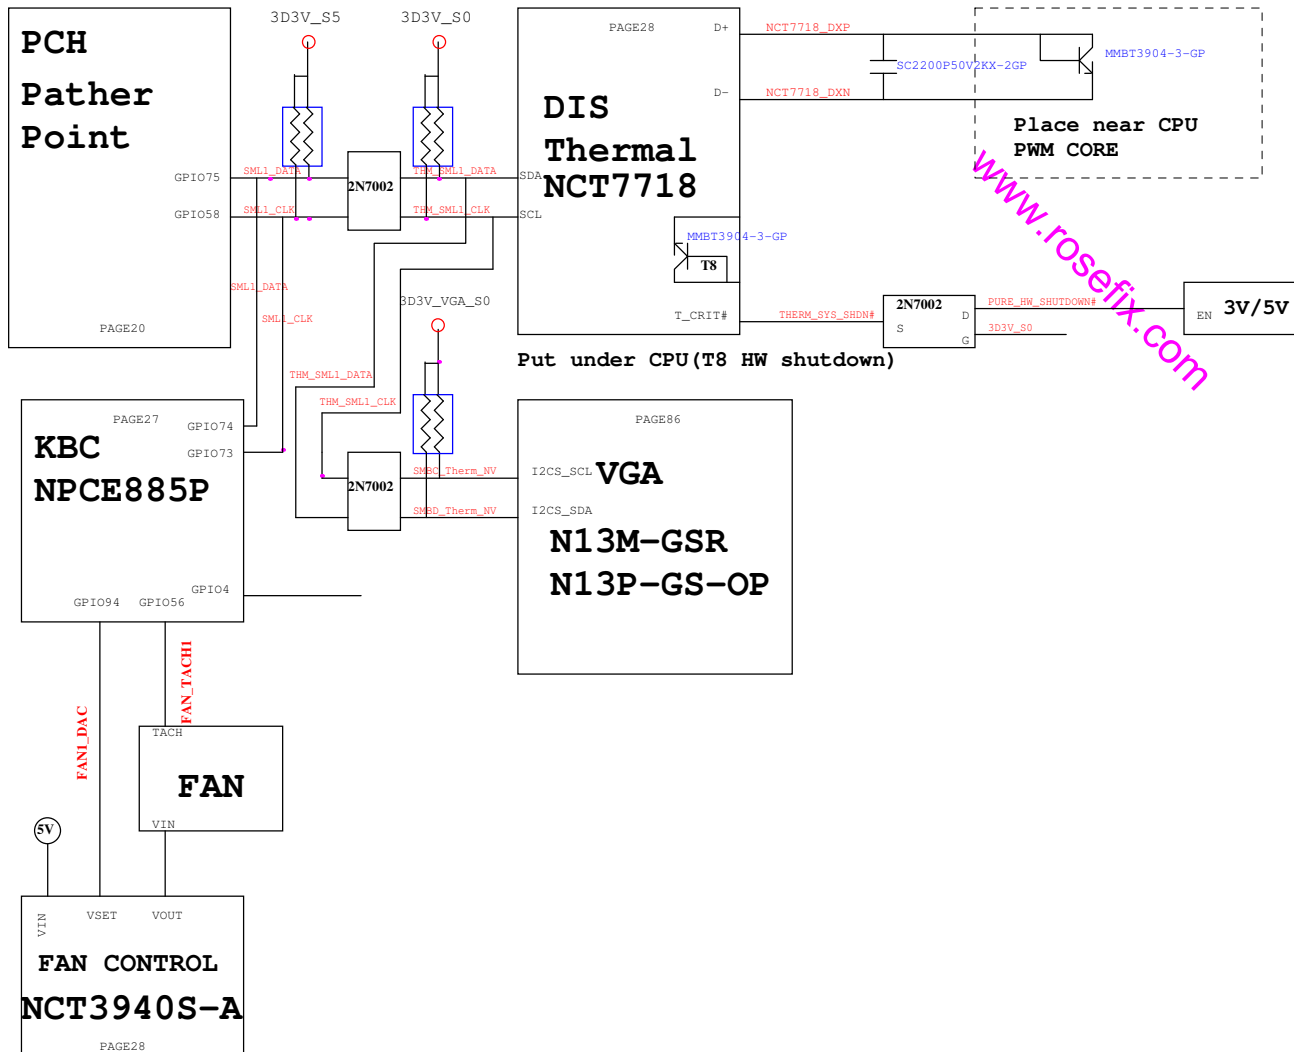 3D3V_S5
3D3V_S0
PCH
Pather
Point
GPIO75
GPIO58
PAGE20
SML1_DATA
SML1_CLK
2N7002
THM_SML1_DATA
THM_SML1_CLK
SML1_DATA
SML1_CLK
PAGE28
D+
D-
DIS
Thermal
NCT7718
SDA
SCL
MMBT3904-3-GP
T8
T_CRIT#
NCT7718_DXP
SC2200P50V2KX-2GP
NCT7718_DXN
MMBT3904-3-GP
Place near CPU
PWM CORE
www.rosefix.com
THERM_SYS_SHDN#
2N7002
S
D
G
PURE_HW_SHUTDOWN#
3D3V_S0
EN
3V/5V
Put under CPU(T8 HW shutdown)
3D3V_VGA_S0
THM_SML1_DATA
THM_SML1_CLK
PAGE27
GPIO74
GPIO73
KBC
NPCE885P
GPIO4
GPIO94
GPIO56
2N7002
SMBC_Therm_NV
SMBD_Therm_NV
PAGE86
I2CS_SCL
VGA
I2CS_SDA
N13M-GSR
N13P-GS-OP
FAN1_DAC
FAN_TACH1
TACH
FAN
VIN
5V
VIN
VSET
VOUT
FAN CONTROL
NCT3940S-A
PAGE28